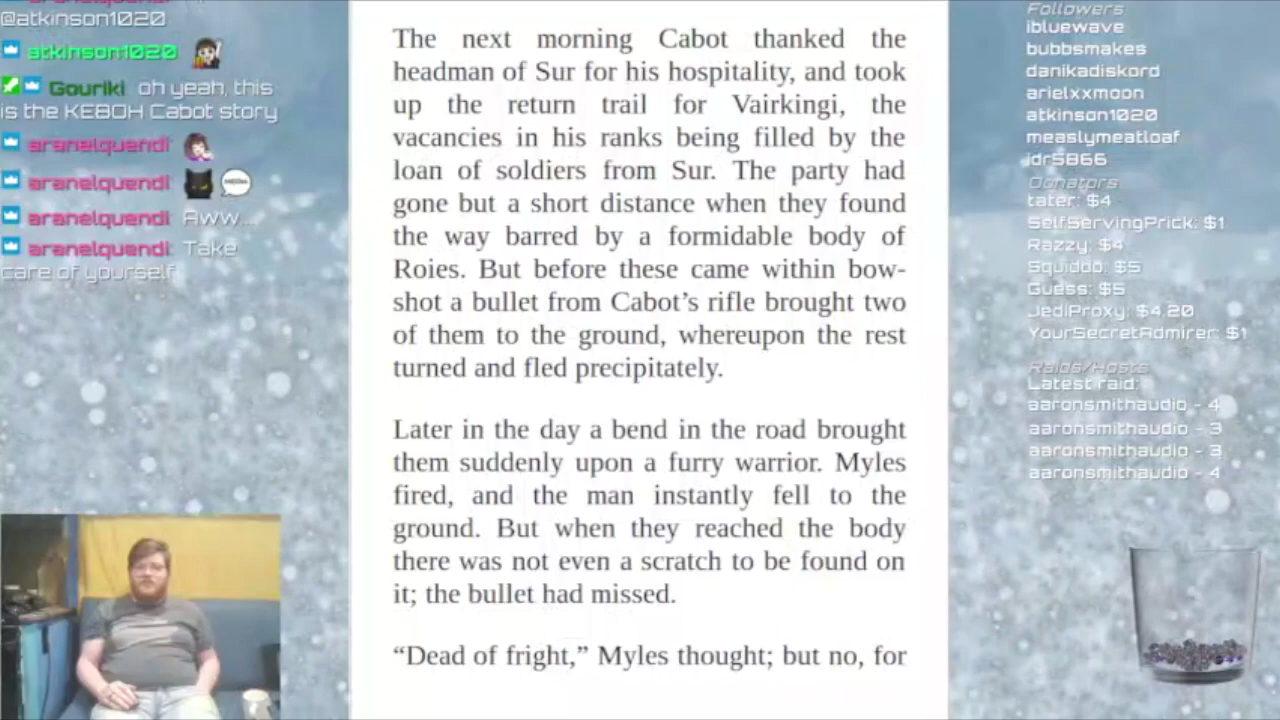 @atkinson1020
atkinson1020
Gouriki oh yeah, this
is the KEBOH Cabot story
aranelquendi
aranelquendi
aranelquendi Aww...
aranelquendi Take
care of yourself
The next morning Cabot thanked the
headman of Sur for his hospitality, and took
up the return trail for Vairkingi, the
vacancies in his ranks being filled by the
loan of soldiers from Sur. The party had
gone but a short distance when they found
the way barred by a formidable body of
Roies. But before these came within bow-
shot a bullet from Cabot’s rifle brought two
of them to the ground, whereupon the rest
turned and fled precipitately.
Later in the day a bend in the road brought
them suddenly upon a furry warrior. Myles
fired, and the man instantly fell to the
ground. But when they reached the body
there was not even a scratch to be found on
it; the bullet had missed.
“Dead of fright,” Myles thought; but no, for
Followers
ibluewave
bubbsmakes
danikadiskord
arielxxmoon
atkinson1020
measlymeatloaf
jdr5866
Donators
tater: $4
SelfServingPrick: $1
Razzy: $4
Squiddo: $5
Guess: $5
JediProxy: $4.20
YourSecretAdmirer: $1
Raids/Hosts
Latest raid:
aaronsmithaudio - 4
aaronsmithaudio - 3
aaronsmithaudio - 3
aaronsmithaudio - 4